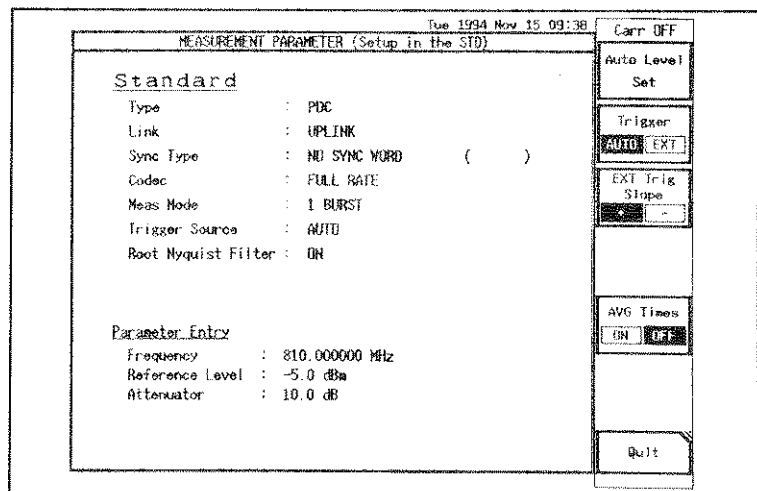 Tue 1994 Nov 15 09:38
MEASUREMENT PARAMETER (Setup in the STD)
Standard
Type : PDC
Link : UPLINK
Sync Type : NO SYNC WORD ( )
Codec : FULL RATE
Meas Mode : 1 BURST
Trigger Source : AUTO
Root Nyquist Filter : ON
Parameter Entry
Frequency : 810.000000 MHz
Reference Level : -5.0 dBm
Attenuator : 10.0 dB
Carr OFF
Auto Level
Set
Trigger
AUTO EXT
EXT Trig
Slope
+ -
AVG Times
ON OFF
Quit